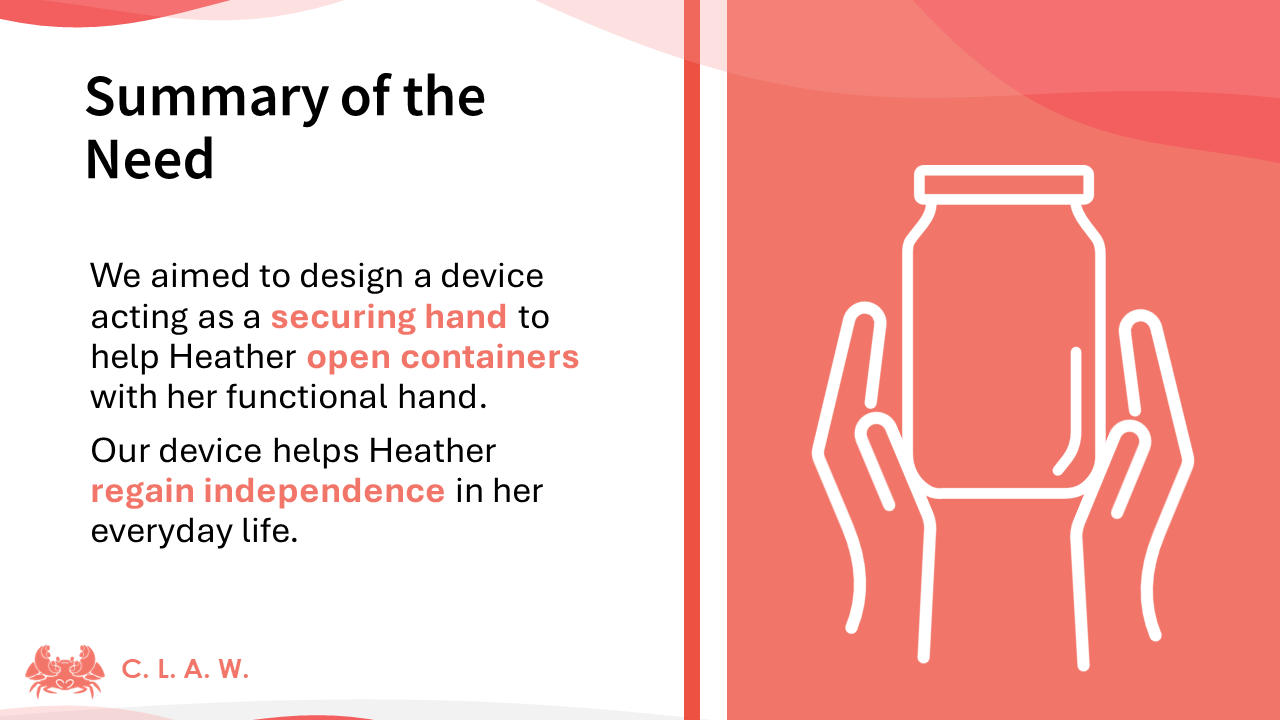 Summary of the
Need
We aimed to design a device
acting as a securing hand to
help Heather open containers
with her functional hand.
Our device helps Heather
regain independence in her
everyday life.
C. L. A. W.